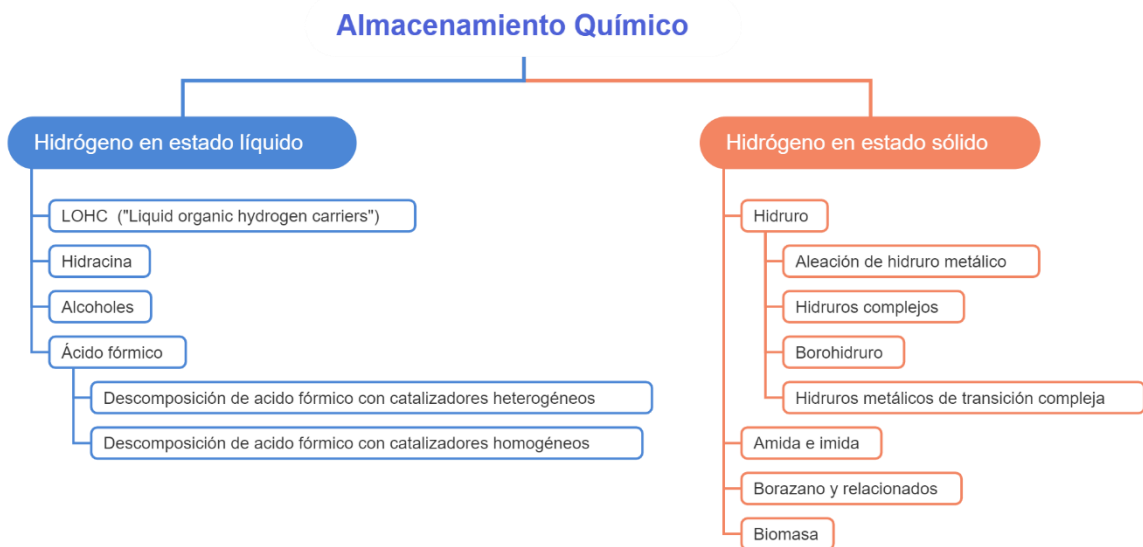 Almacenamiento Químico
Hidrógeno en estado líquido
LOHC ("Liquid organic hydrogen carriers")
Hidracina
Alcoholes
Ácido fórmico
Descomposición de acido fórmico con catalizadores heterogéneos
Descomposición de acido fórmico con catalizadores homogéneos
Hidrógeno en estado sólido
Hidruro
Aleación de hidruro metálico
Hidruros complejos
Borohidruro
Hidruros metálicos de transición compleja
Amida e imida
Borazano y relacionados
Biomasa